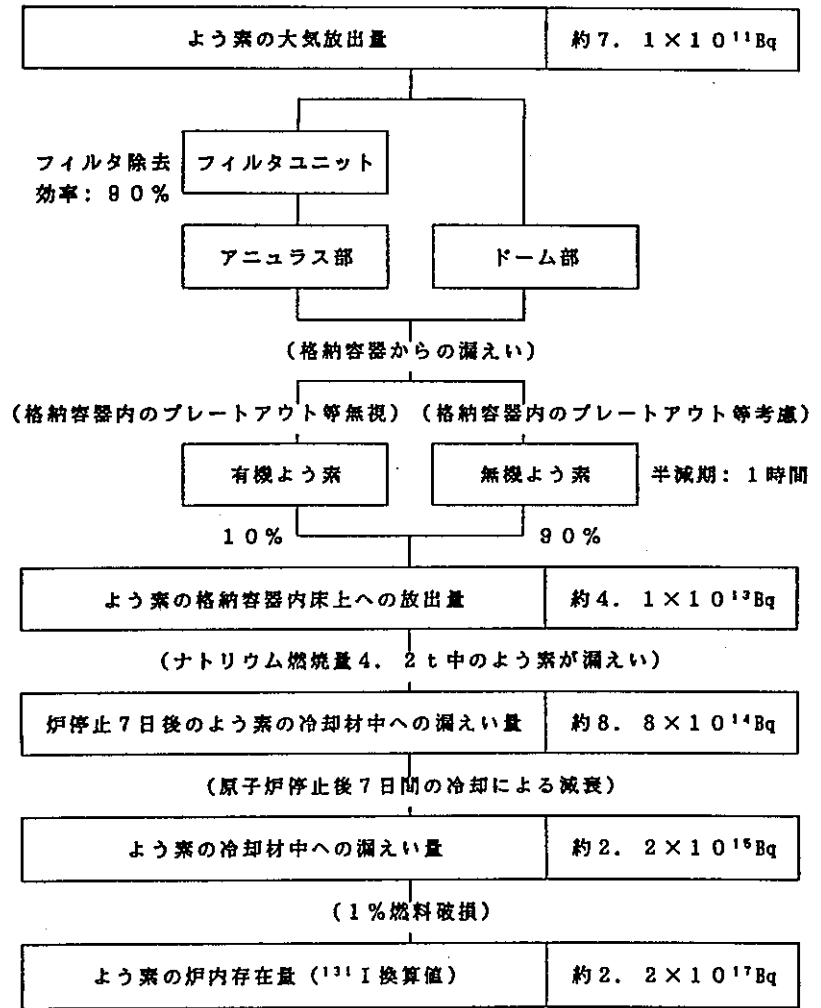 よう素の大気放出量 約7.1×10¹¹Bq
フィルタ除去 フィルタユニット
効率:90%
アニュラス部 ドーム部
(格納容器からの漏えい)
(格納容器内のプレートアウト等無視) (格納容器内のプレートアウト等考慮)
有機よう素 無機よう素 半減期:1時間
10% 90%
よう素の格納容器内床上への放出量 約4.1×10¹³Bq
(ナトリウム燃焼量4.2t中のよう素が漏えい)
炉停止7日後のよう素の冷却材中への漏えい量 約8.8×10¹⁴Bq
(原子炉停止後7日間の冷却による減衰)
よう素の冷却材中への漏えい量 約2.2×10¹⁵Bq
(1%燃料破損)
よう素の炉内存在量(¹³¹I換算値) 約2.2×10¹⁷Bq